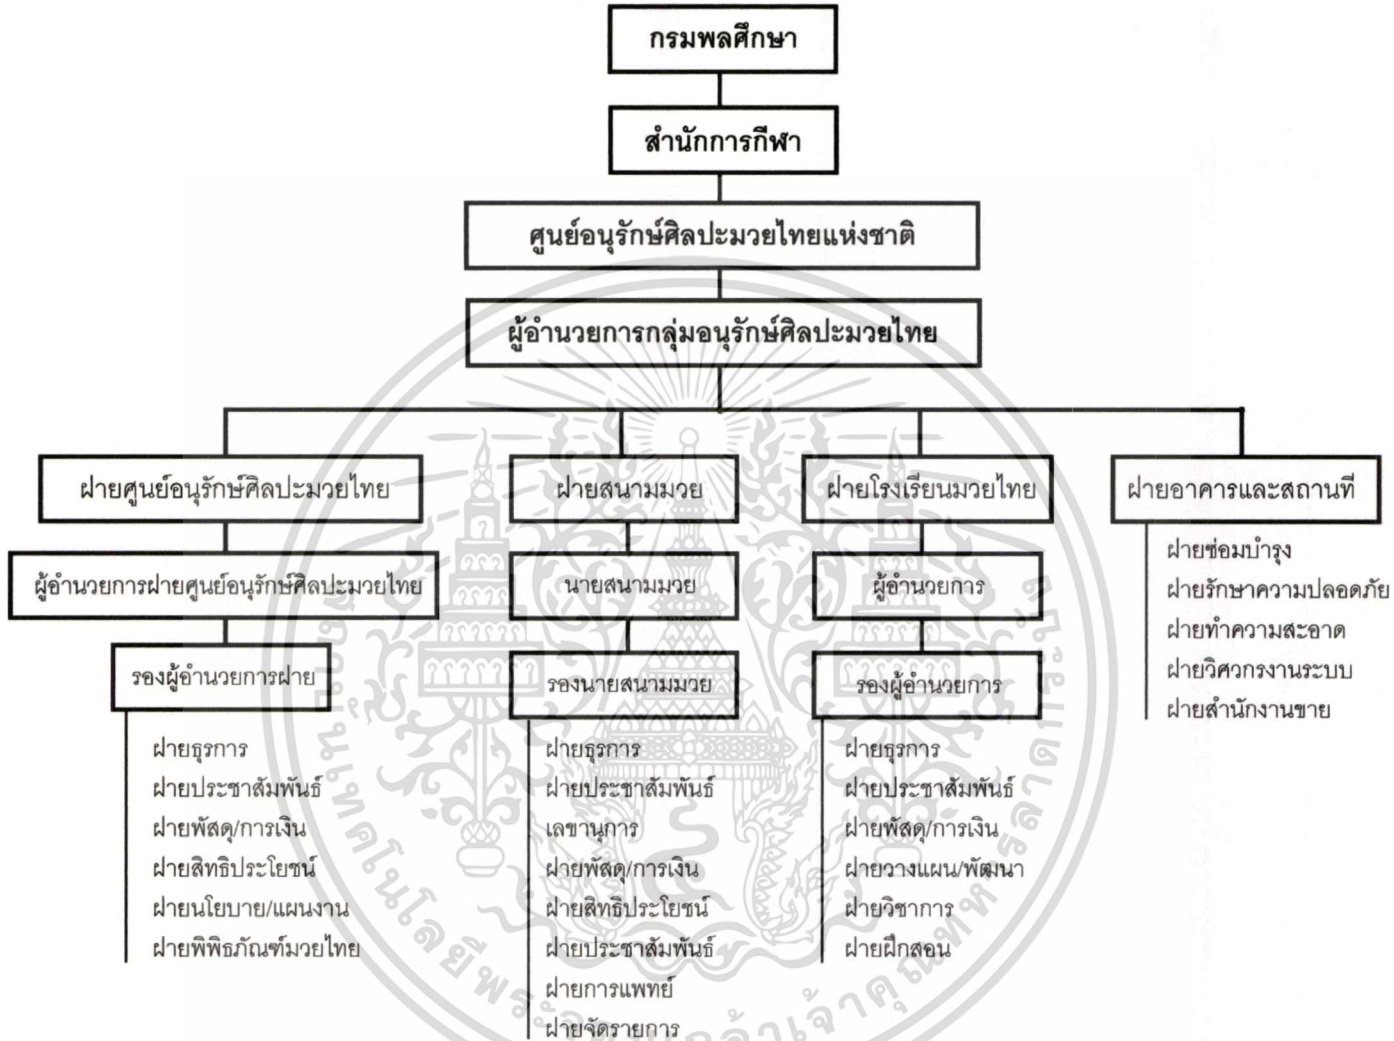 กรมพลศึกษา
สำนักการกีฬา
ศูนย์อนุรักษ์ศิลปะมวยไทยแห่งชาติ
ผู้อำนวยการกลุ่มอนุรักษ์ศิลปะมวยไทย
ฝ่ายศูนย์อนุรักษ์ศิลปะมวยไทย
ผู้อำนวยการฝ่ายศูนย์อนุรักษ์ศิลปะมวยไทย
รองผู้อำนวยการฝ่าย
ฝ่ายธุรการ
ฝ่ายประชาสัมพันธ์
ฝ่ายพัสดุ/การเงิน
ฝ่ายสิทธิประโยชน์
ฝ่ายนโยบาย/แผนงาน
ฝ่ายพิพิธภัณฑ์มวยไทย
ฝ่ายสนามมวย
นายสนามมวย
รองนายสนามมวย
ฝ่ายธุรการ
ฝ่ายประชาสัมพันธ์
เลขานุการ
ฝ่ายพัสดุ/การเงิน
ฝ่ายสิทธิประโยชน์
ฝ่ายประชาสัมพันธ์
ฝ่ายการแพทย์
ฝ่ายจัดรายการ
ฝ่ายโรงเรียนมวยไทย
ผู้อำนวยการ
รองผู้อำนวยการ
ฝ่ายธุรการ
ฝ่ายประชาสัมพันธ์
ฝ่ายพัสดุ/การเงิน
ฝ่ายวางแผน/พัฒนา
ฝ่ายวิชาการ
ฝ่ายฝึกสอน
ฝ่ายอาคารและสถานที่
ฝ่ายซ่อมบำรุง
ฝ่ายรักษาความปลอดภัย
ฝ่ายทำความสะอาด
ฝ่ายวิศวกรงานระบบ
ฝ่ายสำนักงานขาย